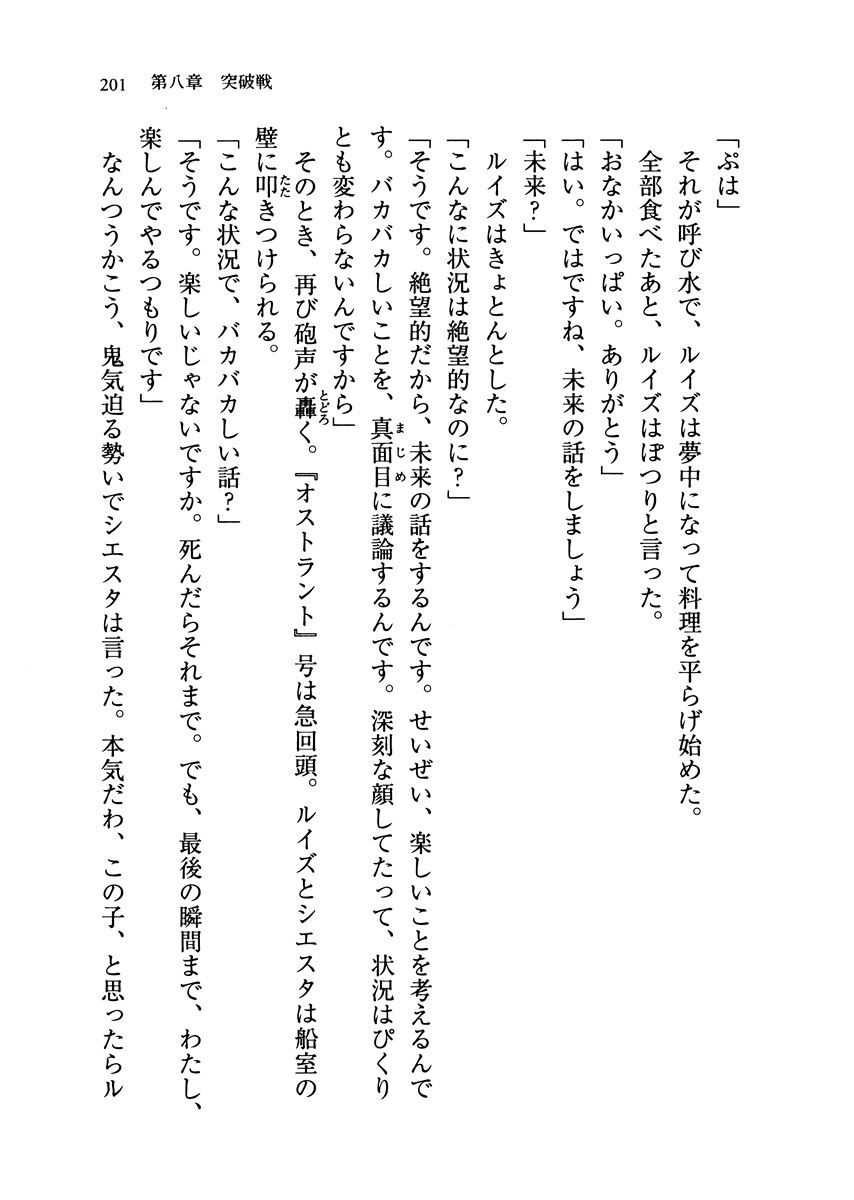 201　第八章　突破戦
「ぷは」
　それが呼び水で、ルイズは夢中になって料理を平らげ始めた。
　全部食べたあと、ルイズはぽつりと言った。
「おなかいっぱい。ありがとう」
「はい。ではですね、未来の話をしましょう」
「未来？」
　ルイズはきょとんとした。
「こんなに状況は絶望的なのに？」
「そうです。絶望的だから、未来の話をするんです。せいぜい、楽しいことを考えるんで
す。バカバカしいことを、真面目に議論するんです。深刻な顔してたって、状況はぴくり
とも変わらないんですから」
　そのとき、再び砲声が轟く。『オストラント』号は急回頭。ルイズとシエスタは船室の
壁に叩きつけられる。
「こんな状況で、バカバカしい話？」
「そうです。楽しいじゃないですか。死んだらそれまで。でも、最後の瞬間まで、わたし、
楽しんでやるつもりです」
　なんつうかこう、鬼気迫る勢いでシエスタは言った。本気だわ、この子、と思ったらル